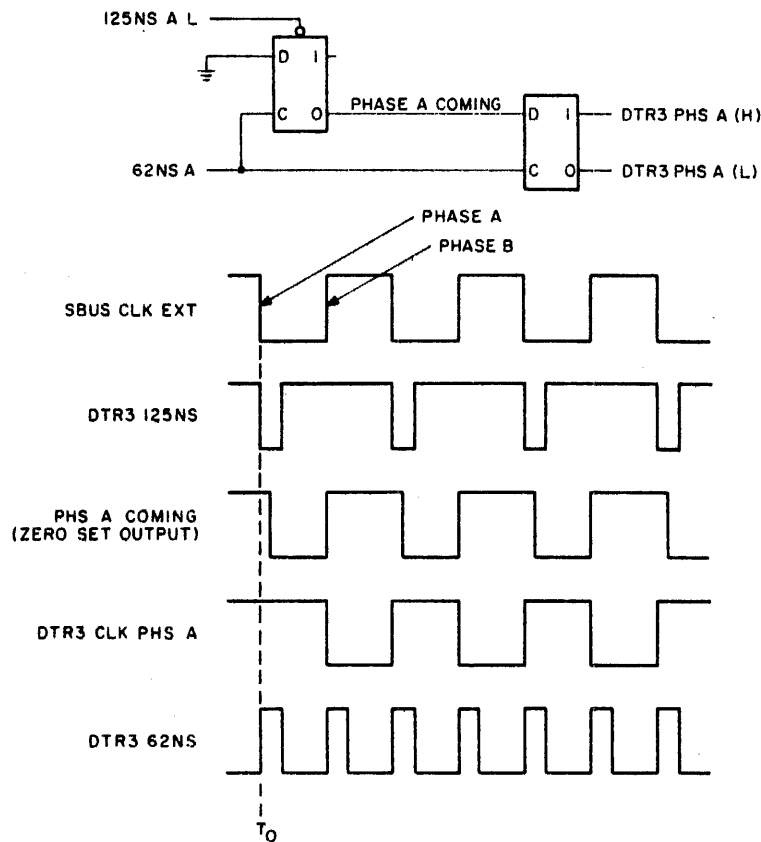 125NS A L
D 1
C 0
PHASE A COMING
D 1
C 0
DTR3 PHS A (H)
DTR3 PHS A (L)
62NS A
PHASE A
PHASE B
SBUS CLK EXT
DTR3 125NS
PHS A COMING
(ZERO SET OUTPUT)
DTR3 CLK PHS A
DTR3 62NS
T0